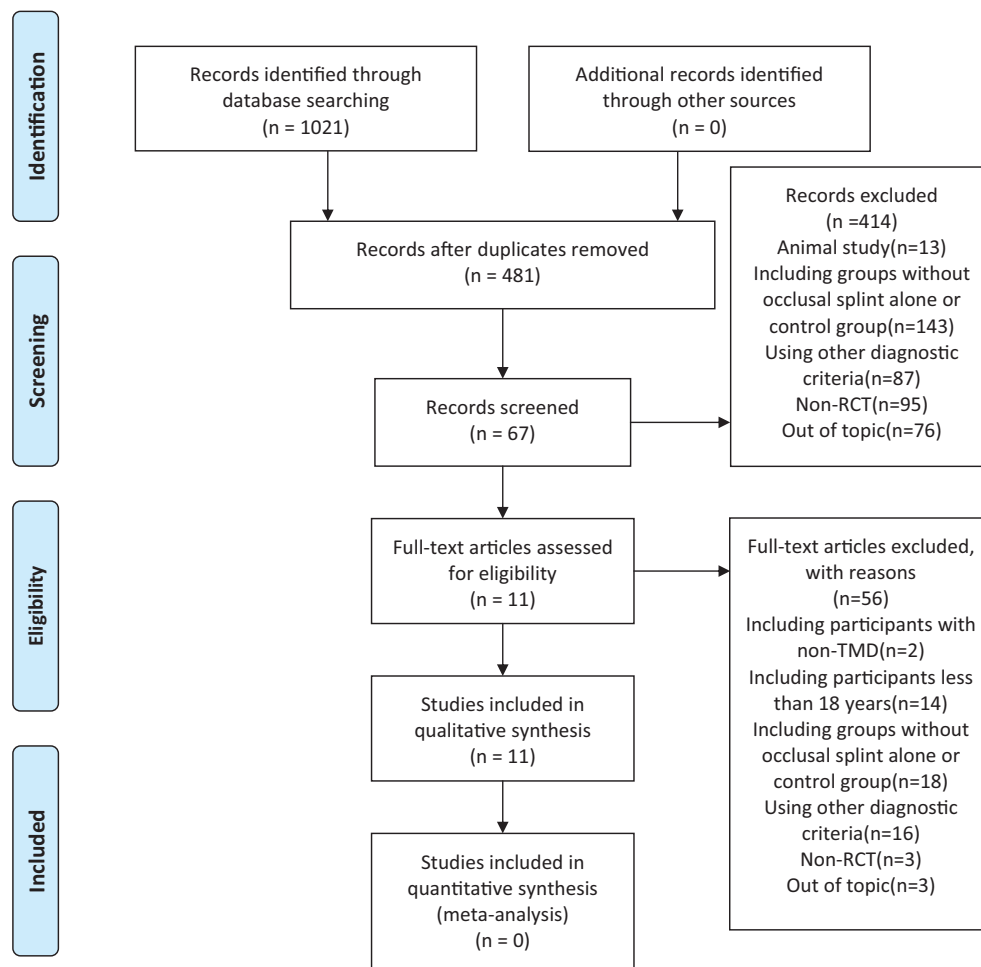 Identification
Records identified through
database searching
(n = 1021)
Additional records identified
through other sources
(n = 0)
Records after duplicates removed
(n = 481)
Screening
Records screened
(n = 67)
Records excluded
(n =414)
Animal study(n=13)
Including groups without
occlusal splint alone or
control group(n=143)
Using other diagnostic
criteria(n=87)
Non-RCT(n=95)
Out of topic(n=76)
Eligibility
Full-text articles assessed
for eligibility
(n = 11)
Full-text articles excluded,
with reasons
(n=56)
Including participants with
non-TMD(n=2)
Including participants less
than 18 years(n=14)
Including groups without
occlusal splint alone or
control group(n=18)
Using other diagnostic
criteria(n=16)
Non-RCT(n=3)
Out of topic(n=3)
Studies included in
qualitative synthesis
(n = 11)
Included
Studies included in
quantitative synthesis
(meta-analysis)
(n = 0)